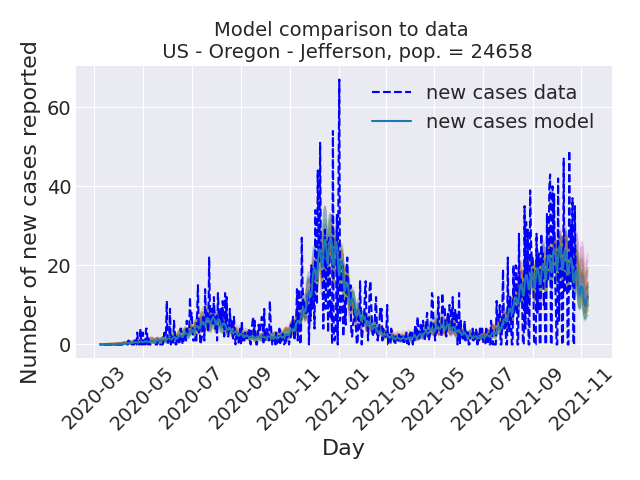 Model comparison to data
US - Oregon - Jefferson, pop. = 24658
Number of new cases reported
60
40
20
0
new cases data
new cases model
2020-03
2020-05
2020-07
2020-09
2020-11
2021-01
2021-03
2021-05
2021-07
2021-09
2021-11
Day